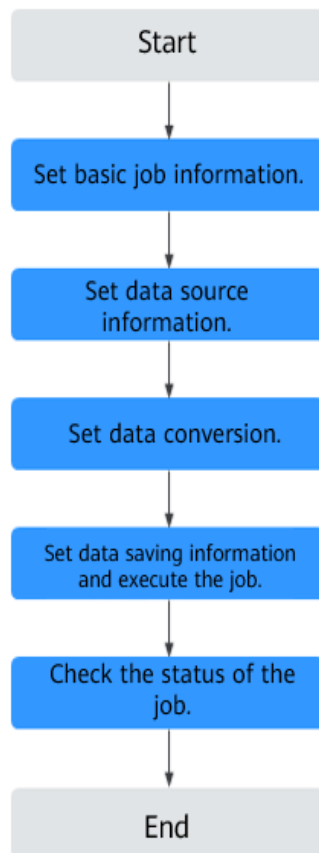 Start
Set basic job information.
Set data source
information.
Set data conversion.
Set data saving information
and execute the job.
Check the status of the
job.
End